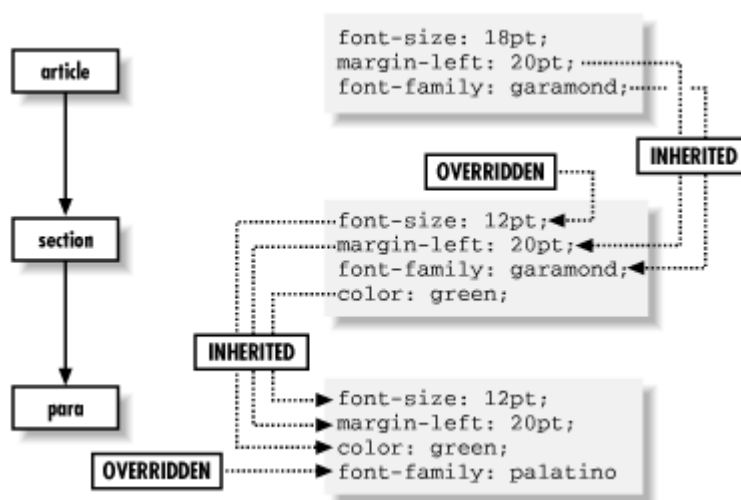 font-size: 18pt;
article
margin-left: 20pt;
font-family: garamond;
INHERITED
OVERRIDDEN
section
font-size: 12pt;
margin-left: 20pt;
font-family: garamond;
color: green;
INHERITED
para
font-size: 12pt;
margin-left: 20pt;
color: green;
OVERRIDDEN
font-family: palatino